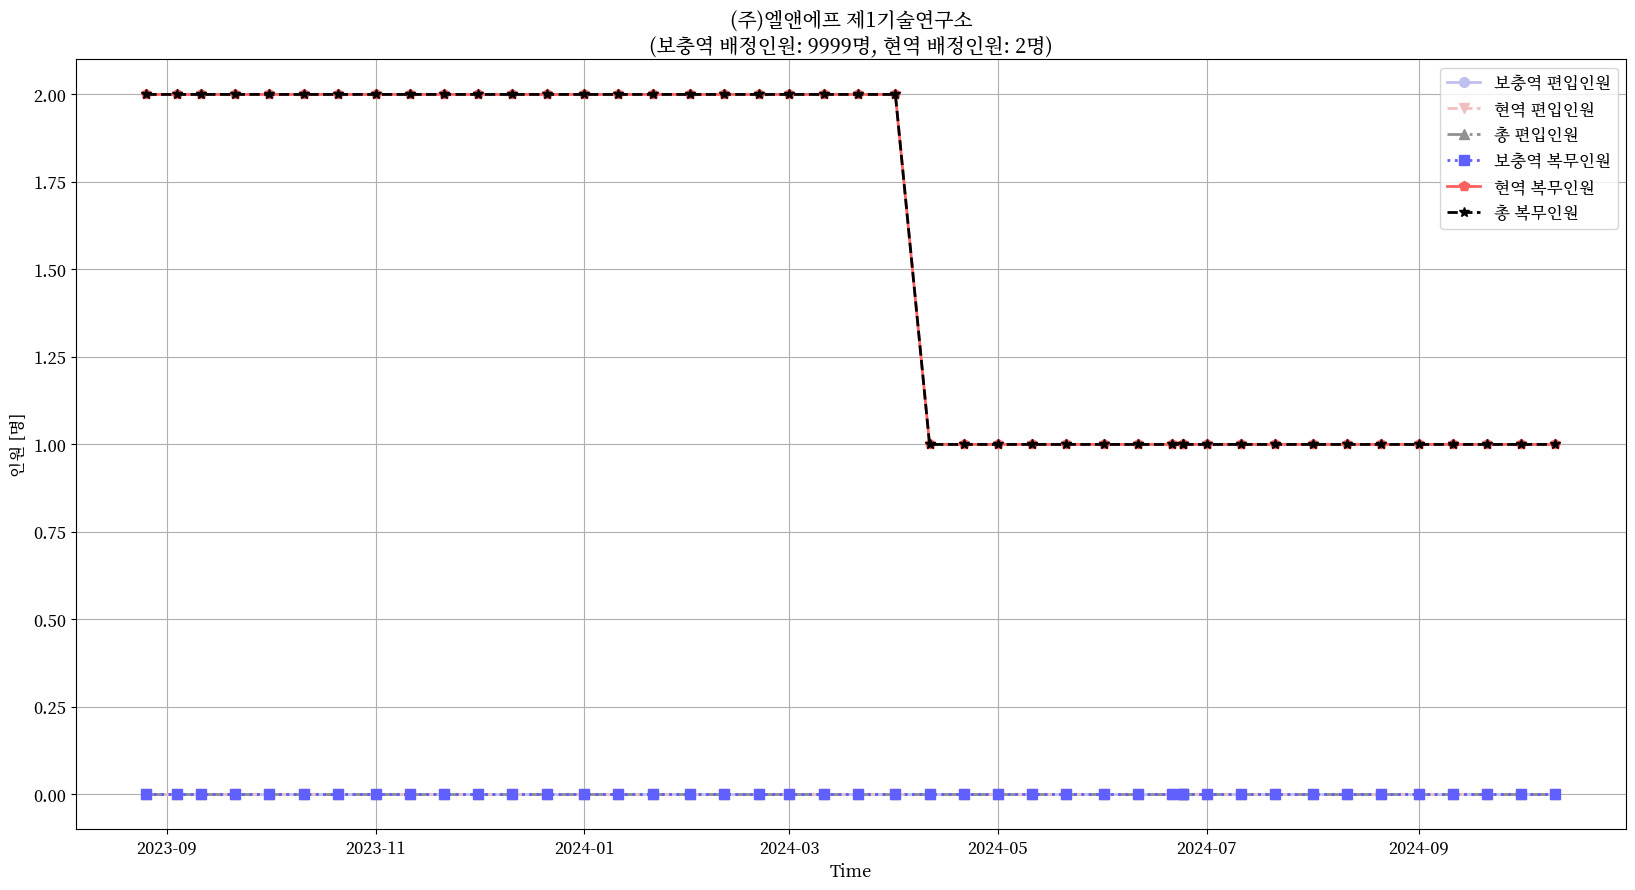 (주)엘앤에프 제1기술연구소
(보충역 배정인원: 9999명, 현역 배정인원: 2명)
보충역 편입인원
현역 편입인원
총 편입인원
보충역 복무인원
현역 복무인원
총 복무인원
인원 [명]
2.00
1.75
1.50
1.25
1.00
0.75
0.50
0.25
0.00
2023-09 2023-11 2024-01 2024-03 2024-05 2024-07 2024-09
Time